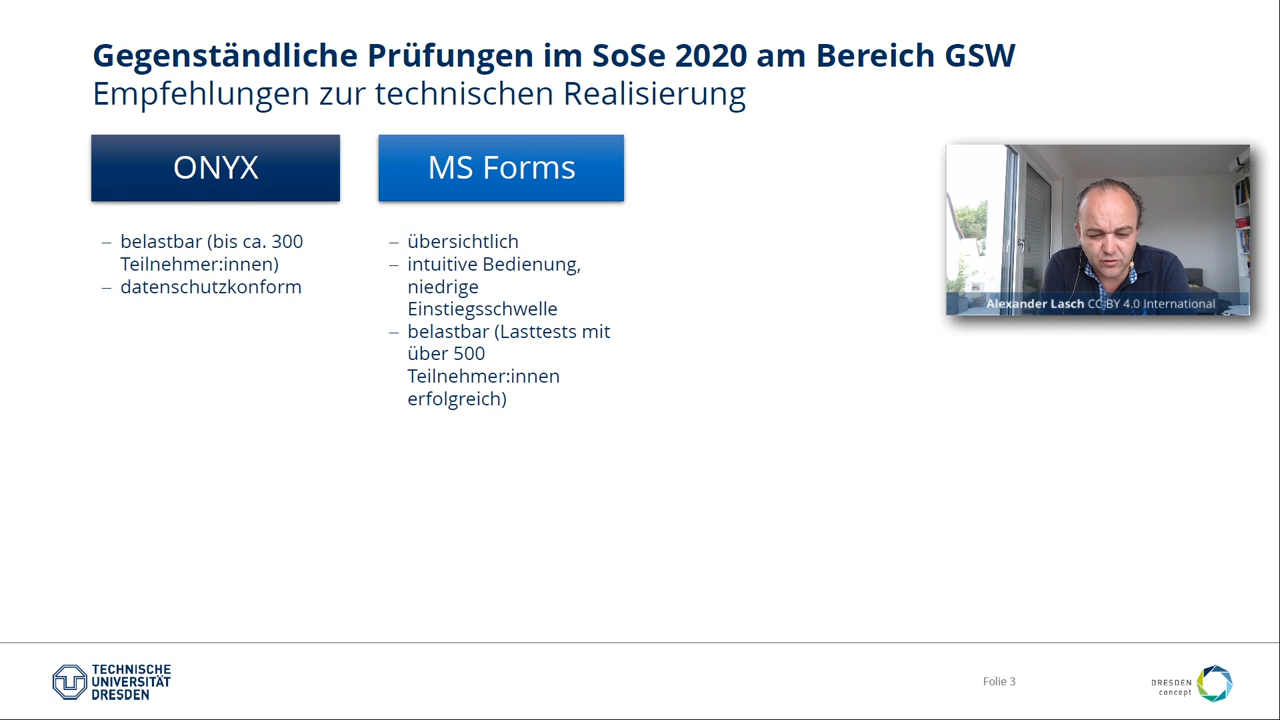 Gegenständliche Prüfungen im SoSe 2020 am Bereich GSW
Empfehlungen zur technischen Realisierung
ONYX
– belastbar (bis ca. 300
Teilnehmer:innen)
– datenschutzkonform
MS Forms
– übersichtlich
– intuitive Bedienung,
niedrige
Einstiegsschwelle
– belastbar (Lasttests mit
über 500
Teilnehmer:innen
erfolgreich)
Alexander Lasch CC BY 4.0 International
TECHNISCHE
UNIVERSITÄT
DRESDEN
Folie 3
DRESDEN
concept